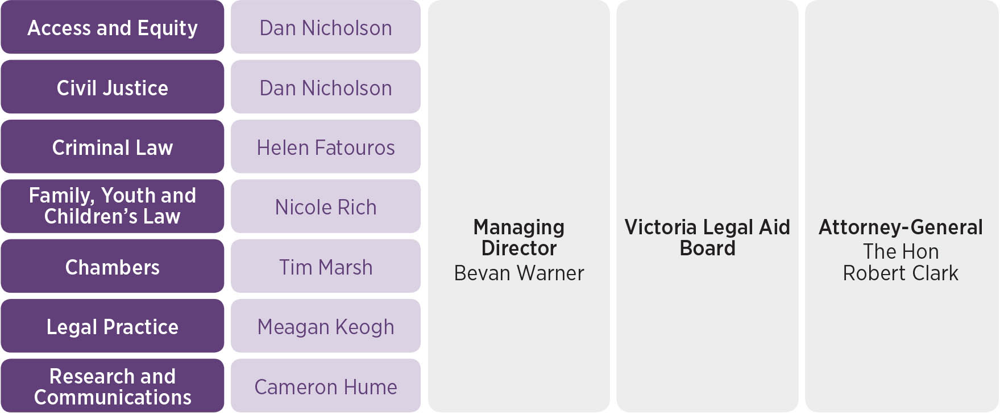 Access and Equity
Dan Nicholson
Civil Justice
Dan Nicholson
Criminal Law
Helen Fatouros
Family, Youth and
Children’s Law
Nicole Rich
Chambers
Tim Marsh
Legal Practice
Meagan Keogh
Research and
Communications
Cameron Hume
Managing
Director
Bevan Warner
Victoria Legal Aid
Board
Attorney-General
The Hon
Robert Clark